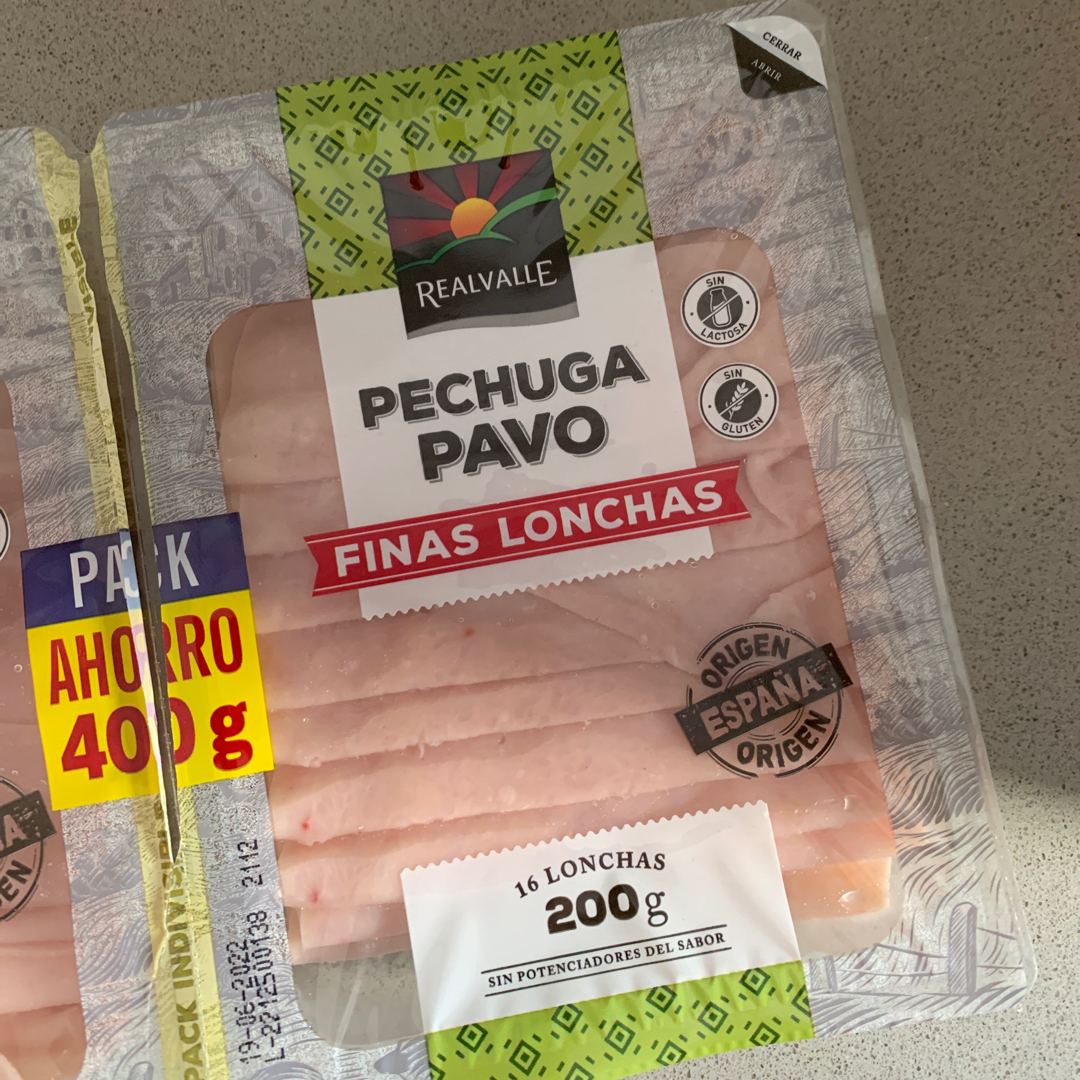 CERRAR
ABRIR
REALVALLE
SIN
LACTOSA
PECHUGA
PAVO
SIN
GLUTEN
FINAS LONCHAS
PACK
AHORRO
400 g
ORIGEN
ESPAÑA
ORIGEN
16 LONCHAS
200g
SIN POTENCIADORES DEL SABOR
19-06-2022
L-2212500138 2112
PACK INDIVISIBL